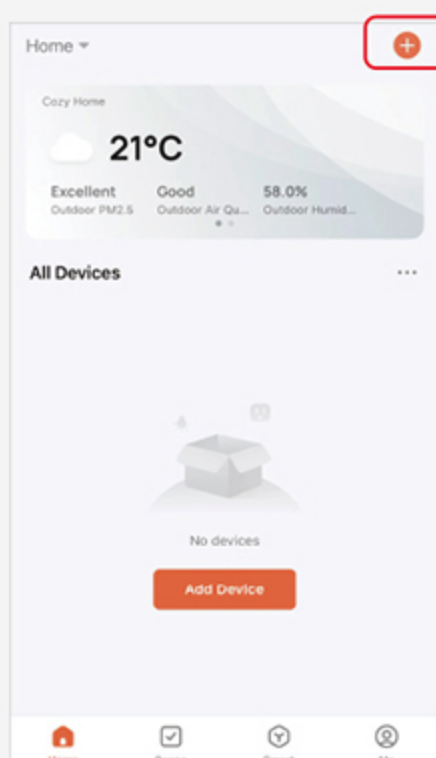 Home
Cozy Home
21°C
Excellent Good 58.0%
Outdoor PM2.5 Outdoor Air Qu... Outdoor Humid...
All Devices
No devices
Add Device